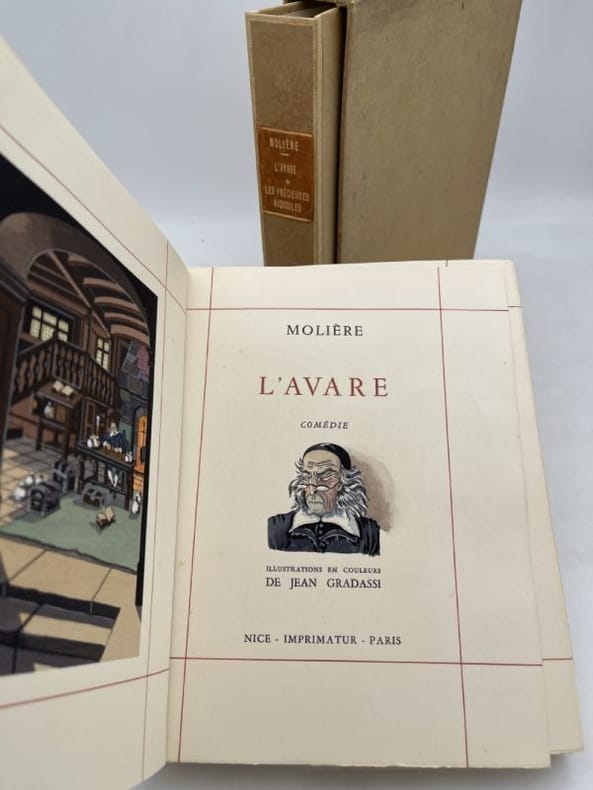 MOLIÈRE
L'AVARE
*
LES PRÉCIEUSES
RIDICULES
MOLIÈRE
L'AVARE
COMÉDIE
ILLUSTRATIONS EN COULEURS
DE JEAN GRADASSI
NICE - IMPRIMATUR - PARIS